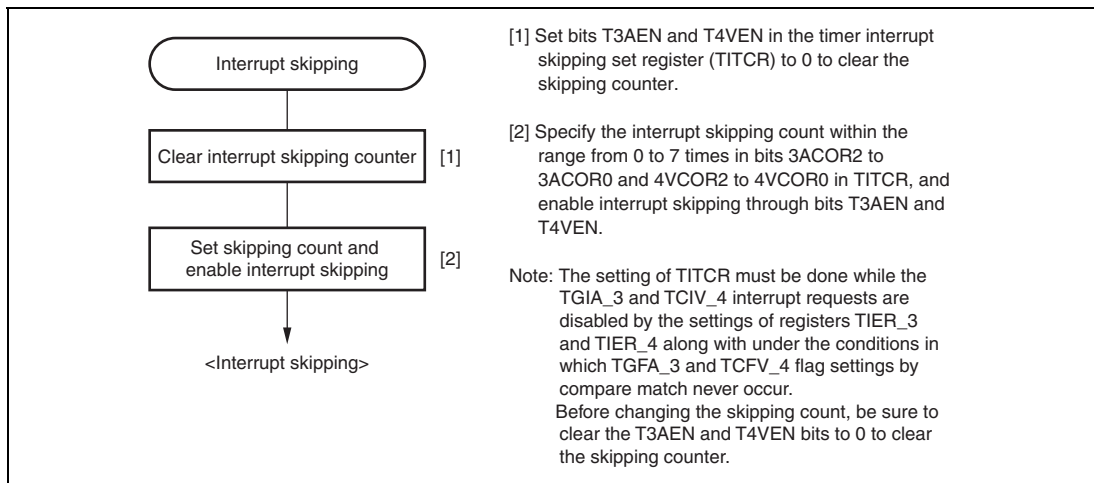 Interrupt skipping
Clear interrupt skipping counter
[1]
Set skipping count and
enable interrupt skipping
[2]
<Interrupt skipping>
[1] Set bits T3AEN and T4VEN in the timer interrupt
skipping set register (TITCR) to 0 to clear the
skipping counter.
[2] Specify the interrupt skipping count within the
range from 0 to 7 times in bits 3ACOR2 to
3ACOR0 and 4VCOR2 to 4VCOR0 in TITCR, and
enable interrupt skipping through bits T3AEN and
T4VEN.
Note: The setting of TITCR must be done while the
TGIA_3 and TCIV_4 interrupt requests are
disabled by the settings of registers TIER_3
and TIER_4 along with under the conditions in
which TGFA_3 and TCFV_4 flag settings by
compare match never occur.
Before changing the skipping count, be sure to
clear the T3AEN and T4VEN bits to 0 to clear
the skipping counter.